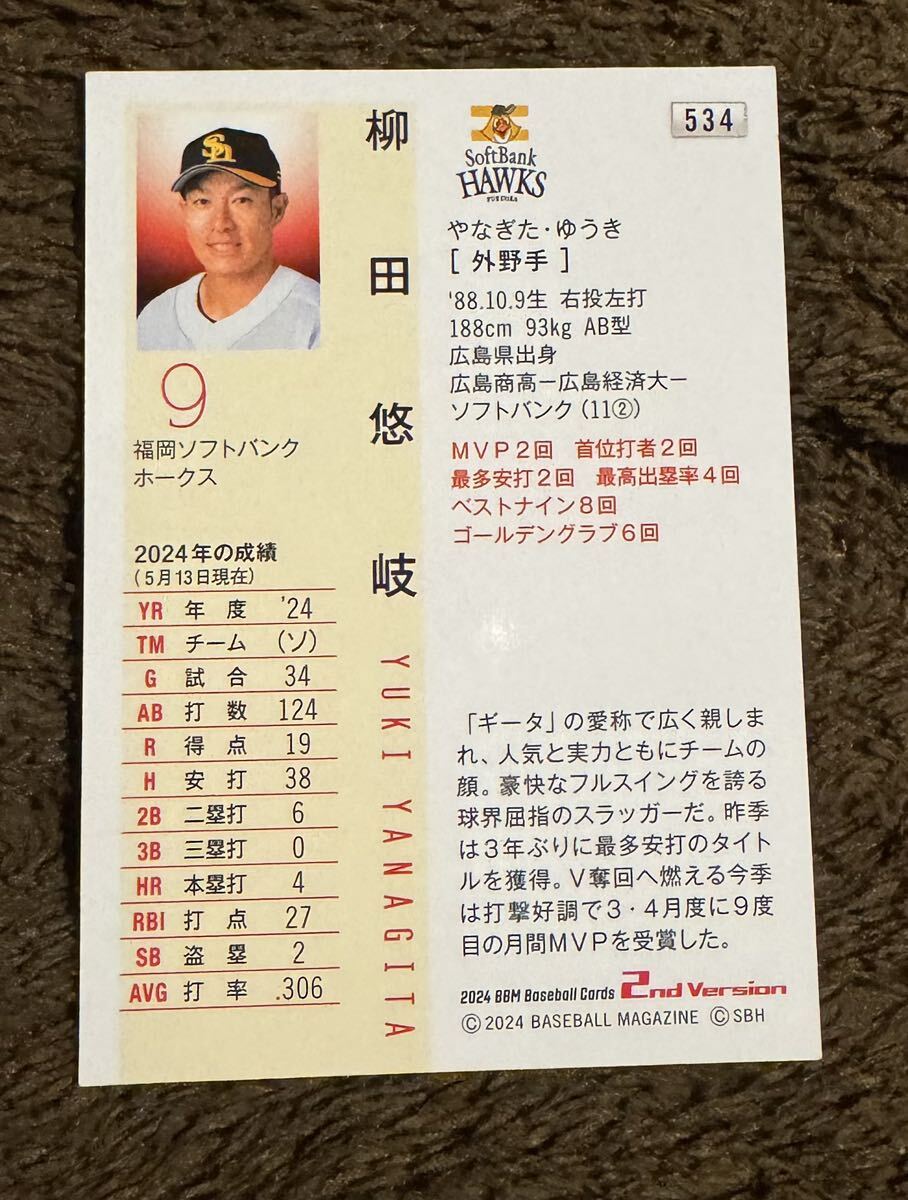 柳田悠岐
YUKI YANAGITA
9
福岡ソフトバンク
ホークス
2024年の成績
(5月13日現在)
YR 年度 '24
TM チーム (ソ)
G 試合 34
AB 打数 124
R 得点 19
H 安打 38
2B 二塁打 6
3B 三塁打 0
HR 本塁打 4
RBI 打点 27
SB 盗塁 2
AVG 打率 .306
SoftBank
HAWKS
FUKUOKA
534
やなぎた・ゆうき
[外野手]
'88.10.9生 右投左打
188cm 93kg AB型
広島県出身
広島商高ー広島経済大ー
ソフトバンク(11②)
MVP2回 首位打者2回
最多安打2回 最高出塁率4回
ベストナイン8回
ゴールデングラブ6回
「ギータ」の愛称で広く親しま
れ、人気と実力ともにチームの
顔。豪快なフルスイングを誇る
球界屈指のスラッガーだ。昨季
は3年ぶりに最多安打のタイト
ルを獲得。V奪回へ燃える今季
は打撃好調で3・4月度に9度
目の月間MVPを受賞した。
2024 BBM Baseball Cards 2nd Version
Ⓒ2024 BASEBALL MAGAZINE ⒸSBH